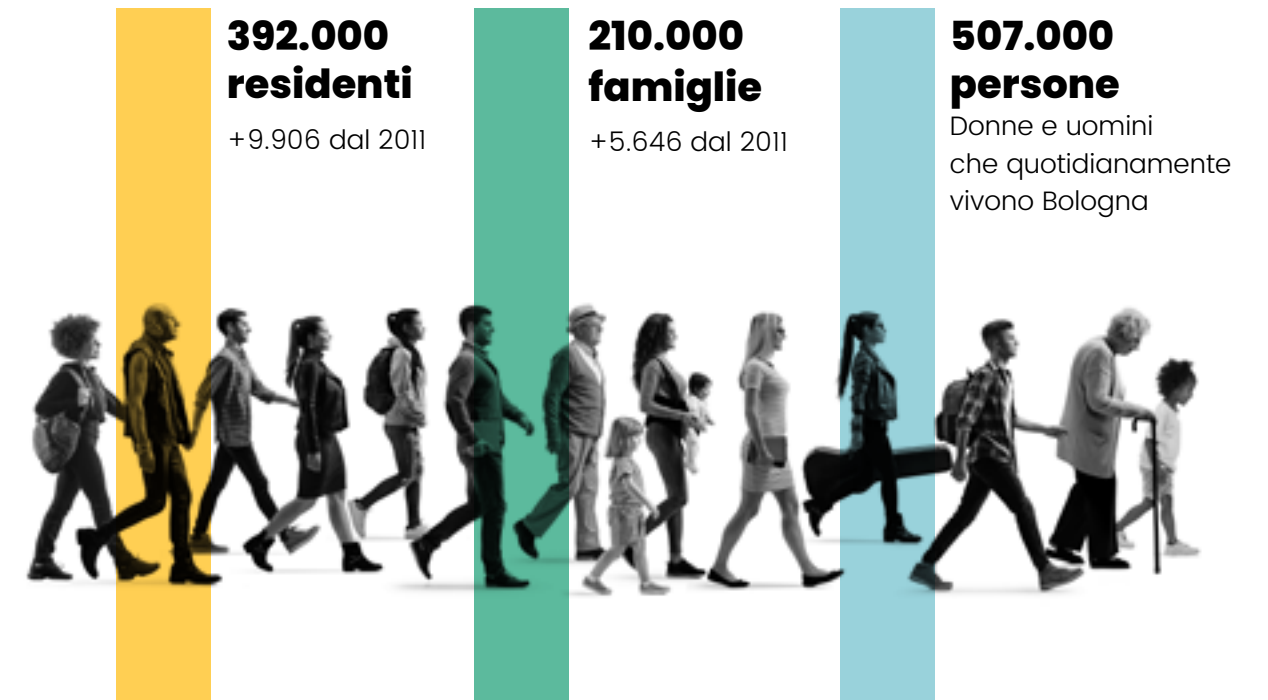 392.000
residenti
+9.906 dal 2011
210.000
famiglie
+5.646 dal 2011
507.000
persone
Donne e uomini
che quotidianamente
vivono Bologna